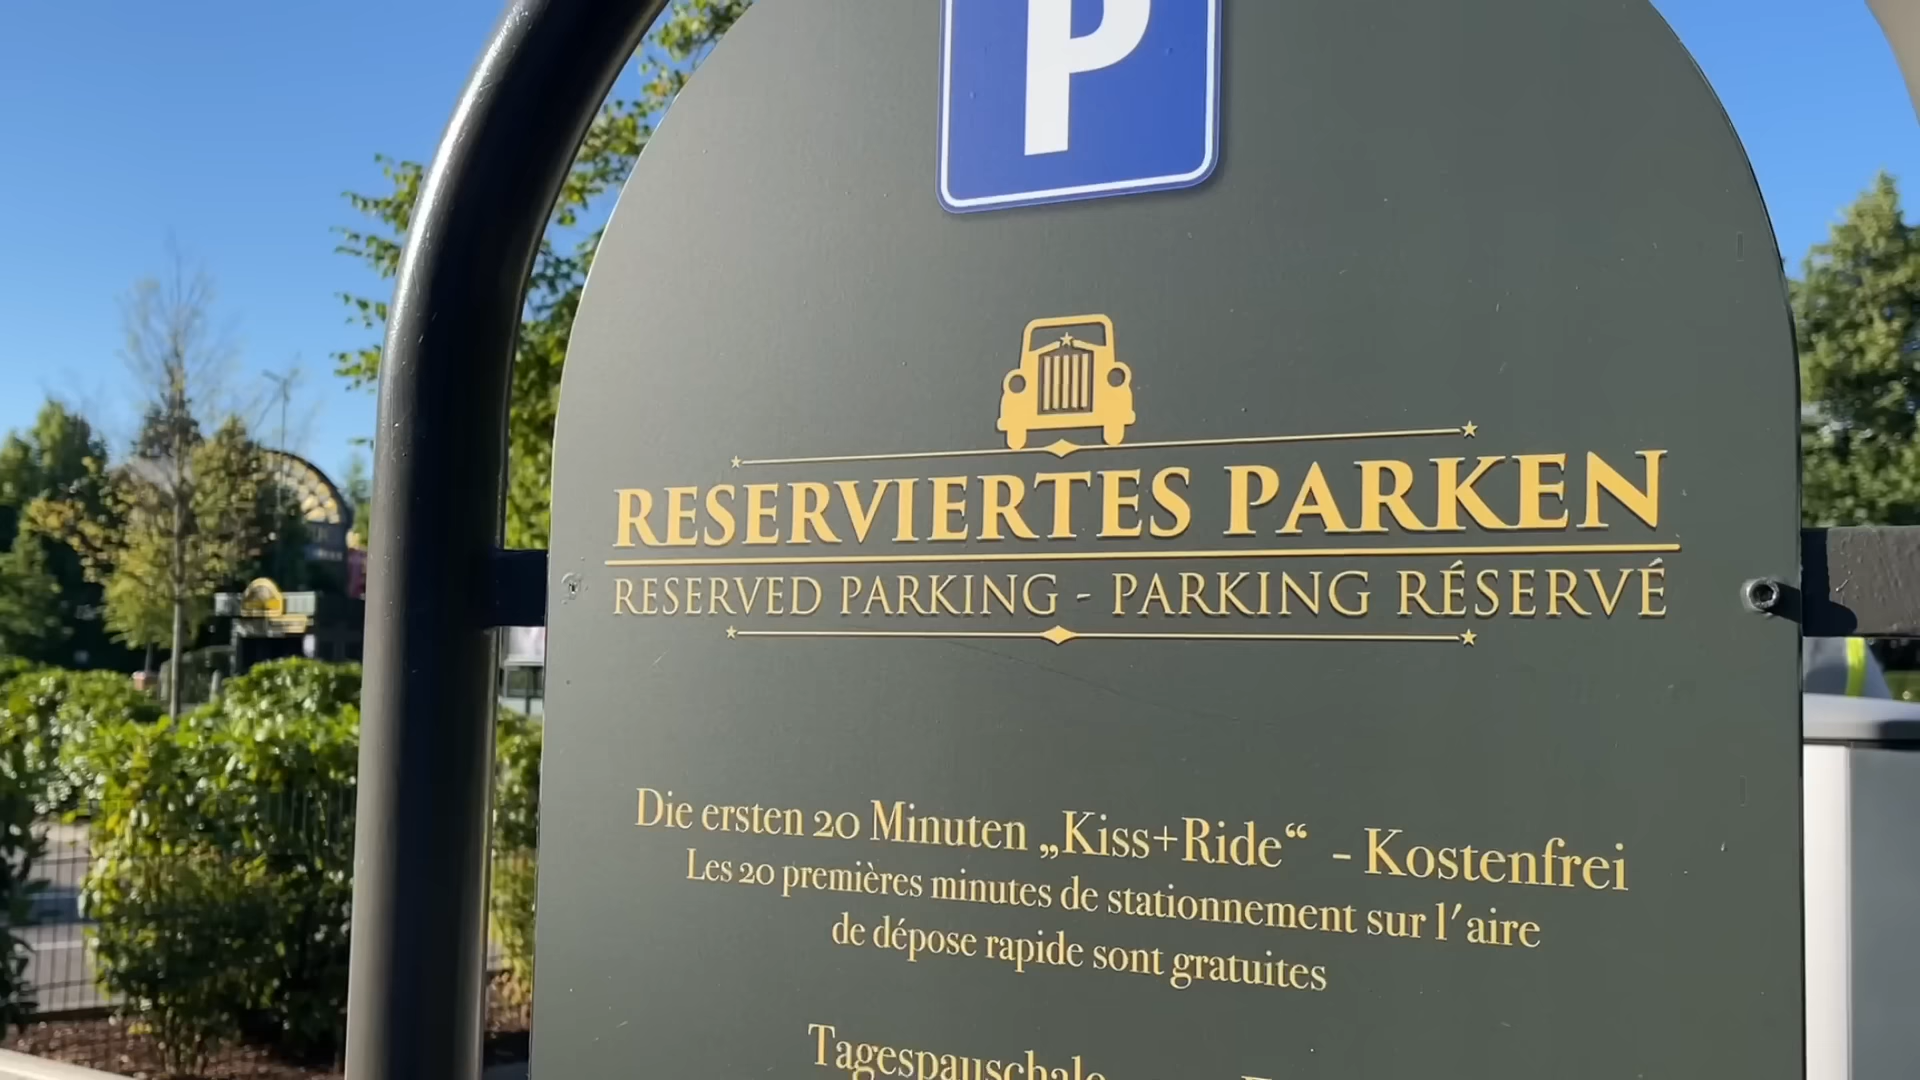 P
RESERVIERTES PARKEN
RESERVED PARKING - PARKING RÉSERVÉ
Die ersten 20 Minuten „Kiss+Ride“ - Kostenfrei
Les 20 premières minutes de stationnement sur l'aire
de dépose rapide sont gratuites
Tagespauschale